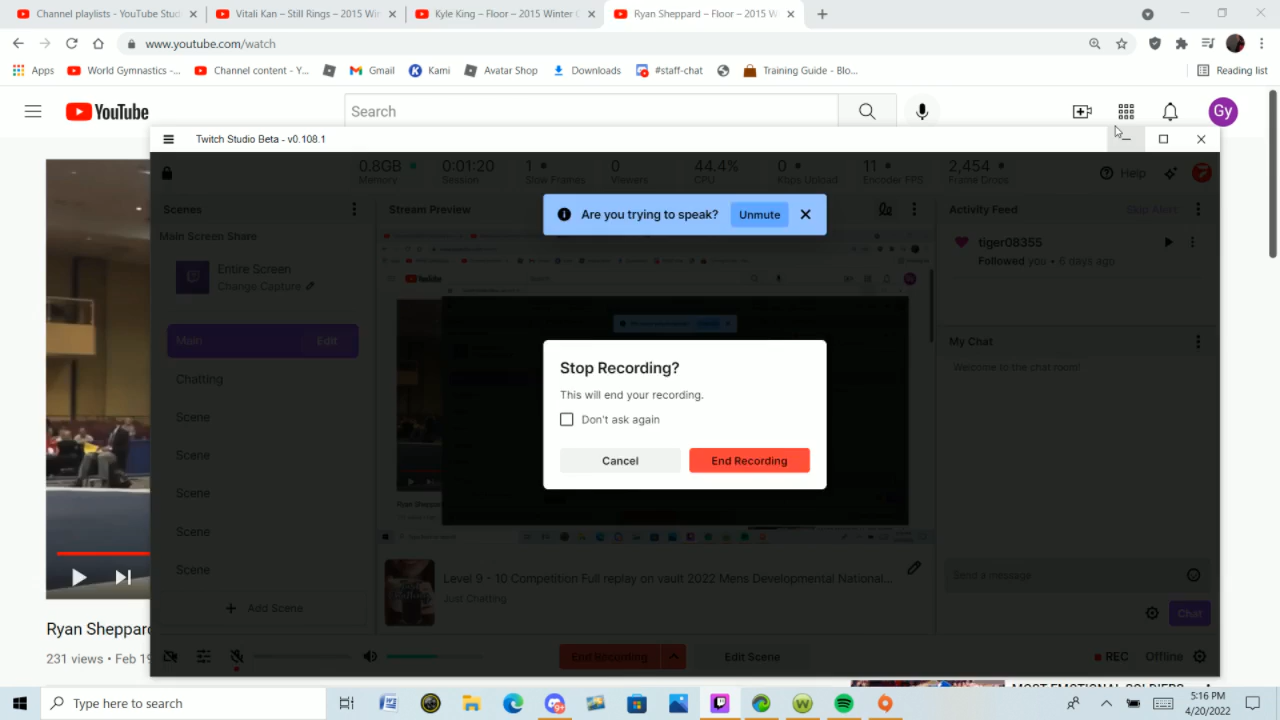 Channel playlists - YouTube Studi
Vitali Kan – Still Rings – 2015 Win
Kyle King – Floor – 2015 Winter C
Ryan Sheppard – Floor – 2015 W
www.youtube.com/watch
Apps
World Gymnastics -...
Channel content - Y...
Gmail
Kami
Avatar Shop
Downloads
#staff-chat
Training Guide - Blo...
Reading list
YouTube
Search
Gy
Twitch Studio Beta - v0.108.1
0.8GB
Memory
0:01:20
Session
1
Slow Frames
0
Viewers
44.4%
CPU
0
Kbps Upload
11
Encoder FPS
2,454
Frame Drops
Help
Scenes
Stream Preview
Are you trying to speak?
Unmute
Activity Feed
Gap Alert
Main Screen Share
tiger08355
Followed you • 6 days ago
Entire Screen
Change Capture
Main
Edit
My Chat
Welcome to the chat room!
Chatting
Scene
Scene
Scene
Scene
Scene
Add Scene
Stop Recording?
This will end your recording.
Don't ask again
Cancel
End Recording
Level 9 - 10 Competition Full replay on vault 2022 Mens Developmental National...
Just Chatting
Send a message
Chat
End Recording
Edit Scene
REC
Offline
Ryan Sheppard
231 views • Feb 19
MOST EMOTIONAL SOLDIERS
Type here to search
5:16 PM
4/20/2022